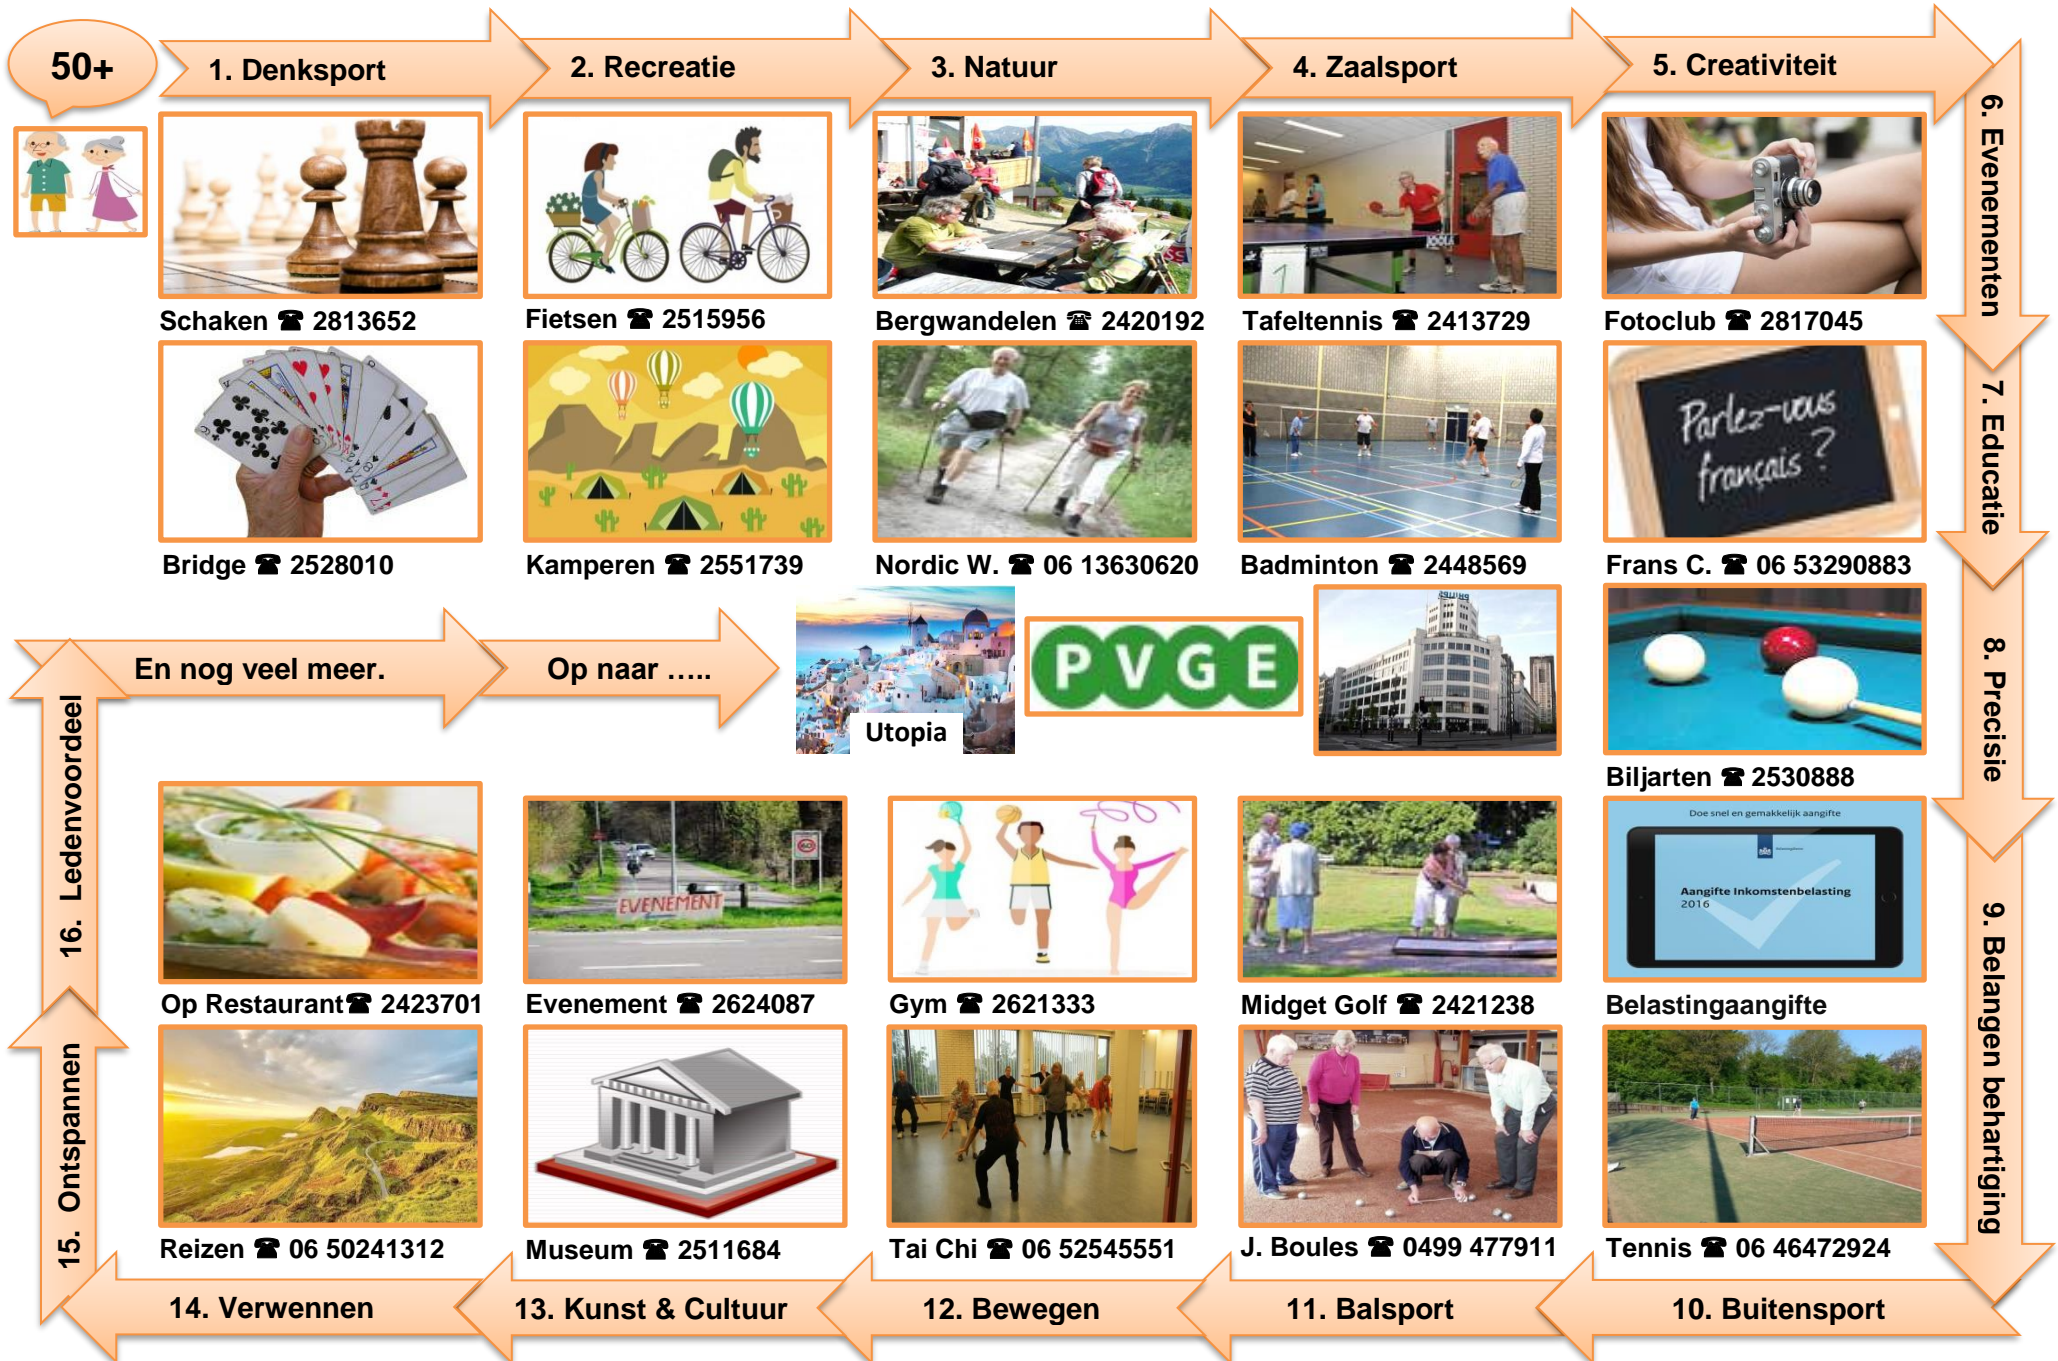 50+
1. Denksport
2. Recreatie
3. Natuur
4. Zaalsport
5. Creativiteit
6. Evenementen
7. Educatie
8. Precisie
9. Belangen behartiging
10. Buitensport
11. Balsport
12. Bewegen
13. Kunst & Cultuur
14. Verwennen
15. Ontspannen
16. Ledenvoordeel
En nog veel meer.
Op naar .....
Utopia
PVGE
PHILIPS
Schaken ☎ 2813652
Fietsen ☎ 2515956
Bergwandelen ☎ 2420192
Tafeltennis ☎ 2413729
1
JOOLA
Fotoclub ☎ 2817045
Bridge ☎ 2528010
Kamperen ☎ 2551739
Nordic W. ☎ 06 13630620
Badminton ☎ 2448569
Parlez-vous
français ?
Frans C. ☎ 06 53290883
Biljarten ☎ 2530888
Op Restaurant ☎ 2423701
EVENEMENT
60
Evenement ☎ 2624087
Gym ☎ 2621333
Midget Golf ☎ 2421238
Doe snel en gemakkelijk aangifte
Aangifte Inkomstenbelasting
2016
Belastingaangifte
Reizen ☎ 06 50241312
Museum ☎ 2511684
Tai Chi ☎ 06 52545551
J. Boules ☎ 0499 477911
Tennis ☎ 06 46472924